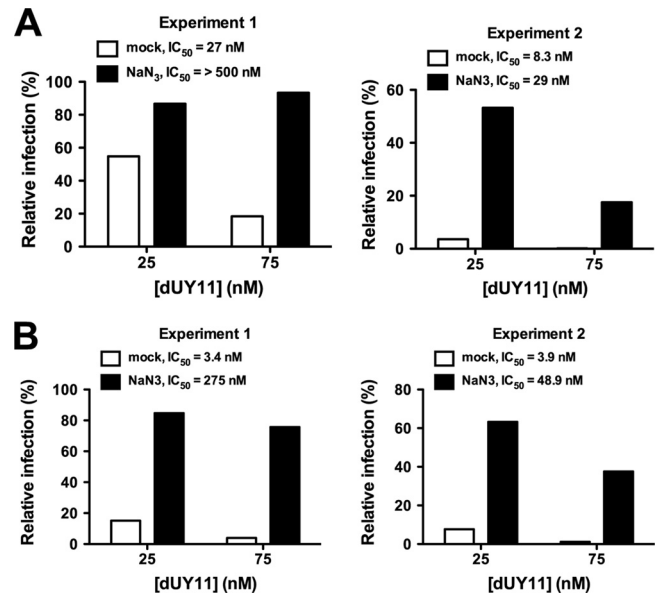 A
Experiment 1
mock, IC50 = 27 nM
NaN3, IC50 = > 500 nM
Relative infection (%)
100
80
60
40
20
0
25
75
[dUY11] (nM)
Experiment 2
mock, IC50 = 8.3 nM
NaN3, IC50 = 29 nM
Relative infection (%)
60
40
20
0
25
75
[dUY11] (nM)
B
Experiment 1
mock, IC50 = 3.4 nM
NaN3, IC50 = 275 nM
Relative infection (%)
100
80
60
40
20
0
25
75
[dUY11] (nM)
Experiment 2
mock, IC50 = 3.9 nM
NaN3, IC50 = 48.9 nM
Relative infection (%)
80
60
40
20
0
25
75
[dUY11] (nM)